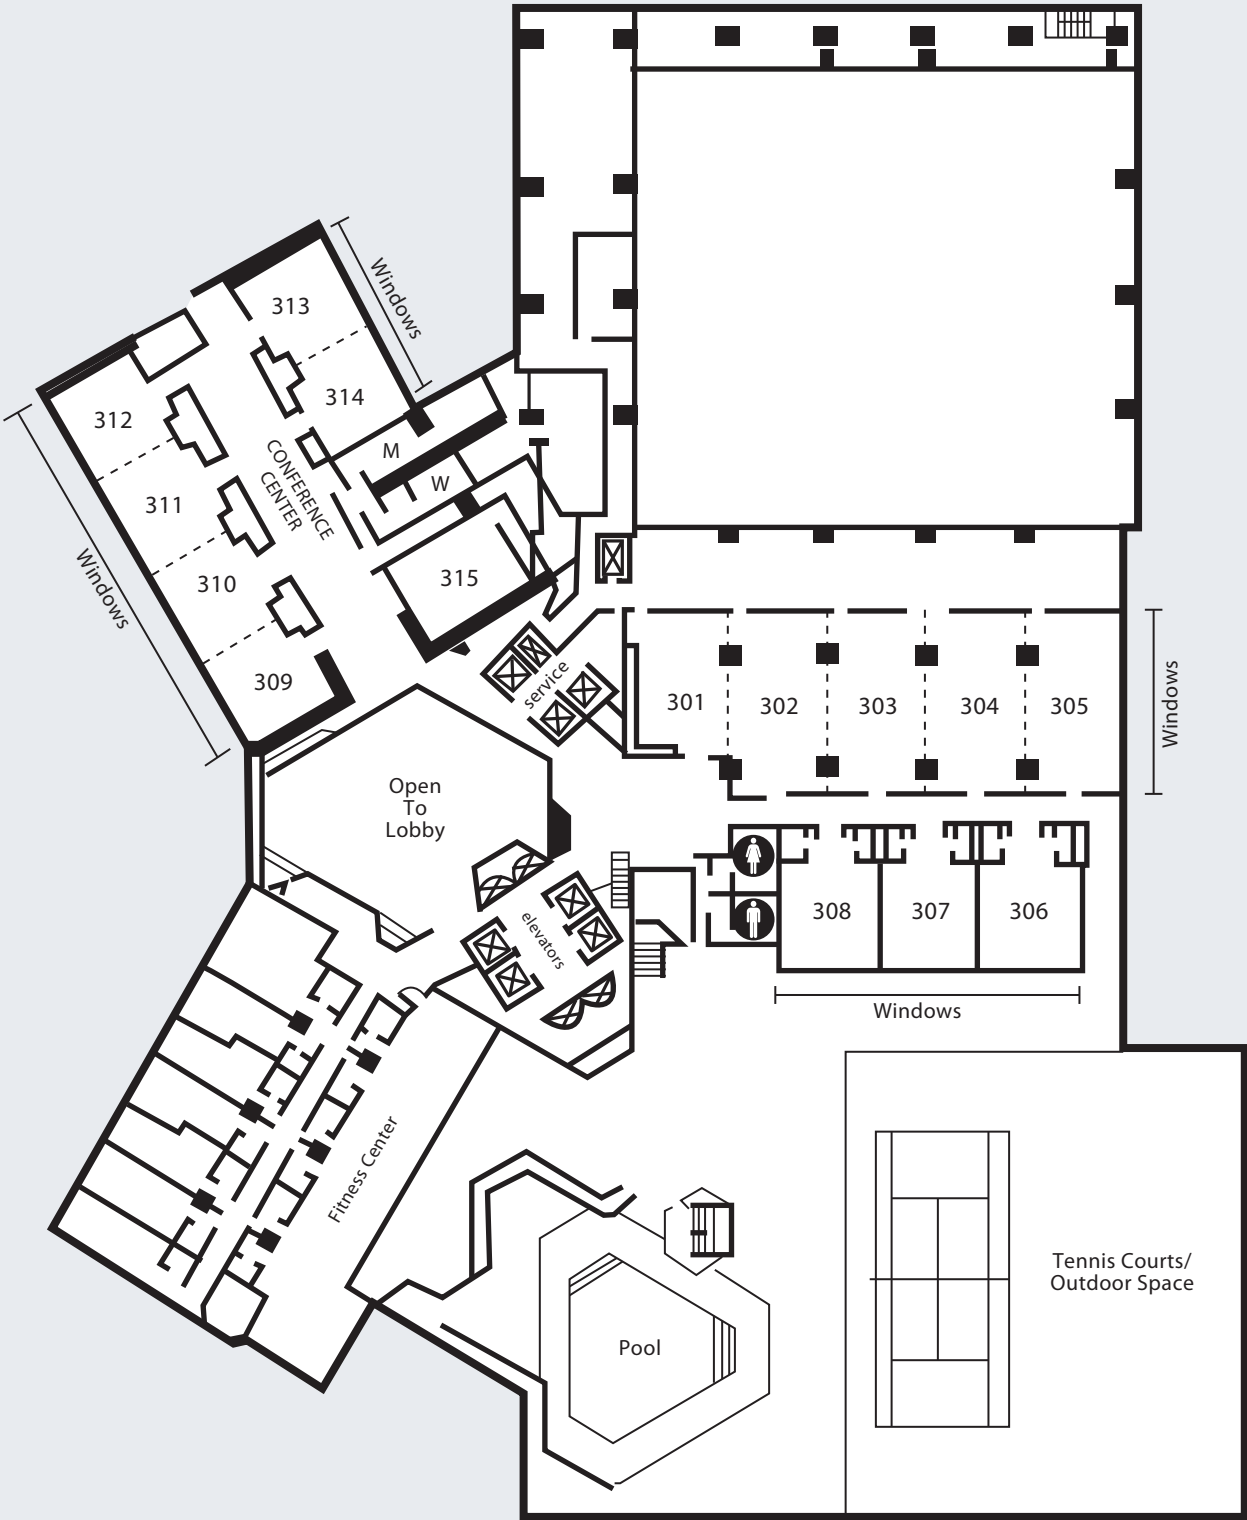 Windows
313
314
312
M
CONFERENCE
CENTER
W
311
315
310
Windows
309
service
301
302
303
304
305
Windows
Open
To
Lobby
elevators
308
307
306
Windows
Fitness Center
Tennis Courts/
Outdoor Space
Pool